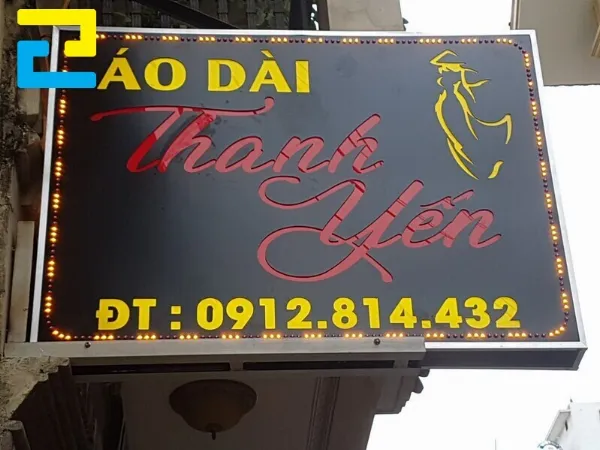 ÁO DÀI
Thanh
Yến
ĐT : 0912.814.432